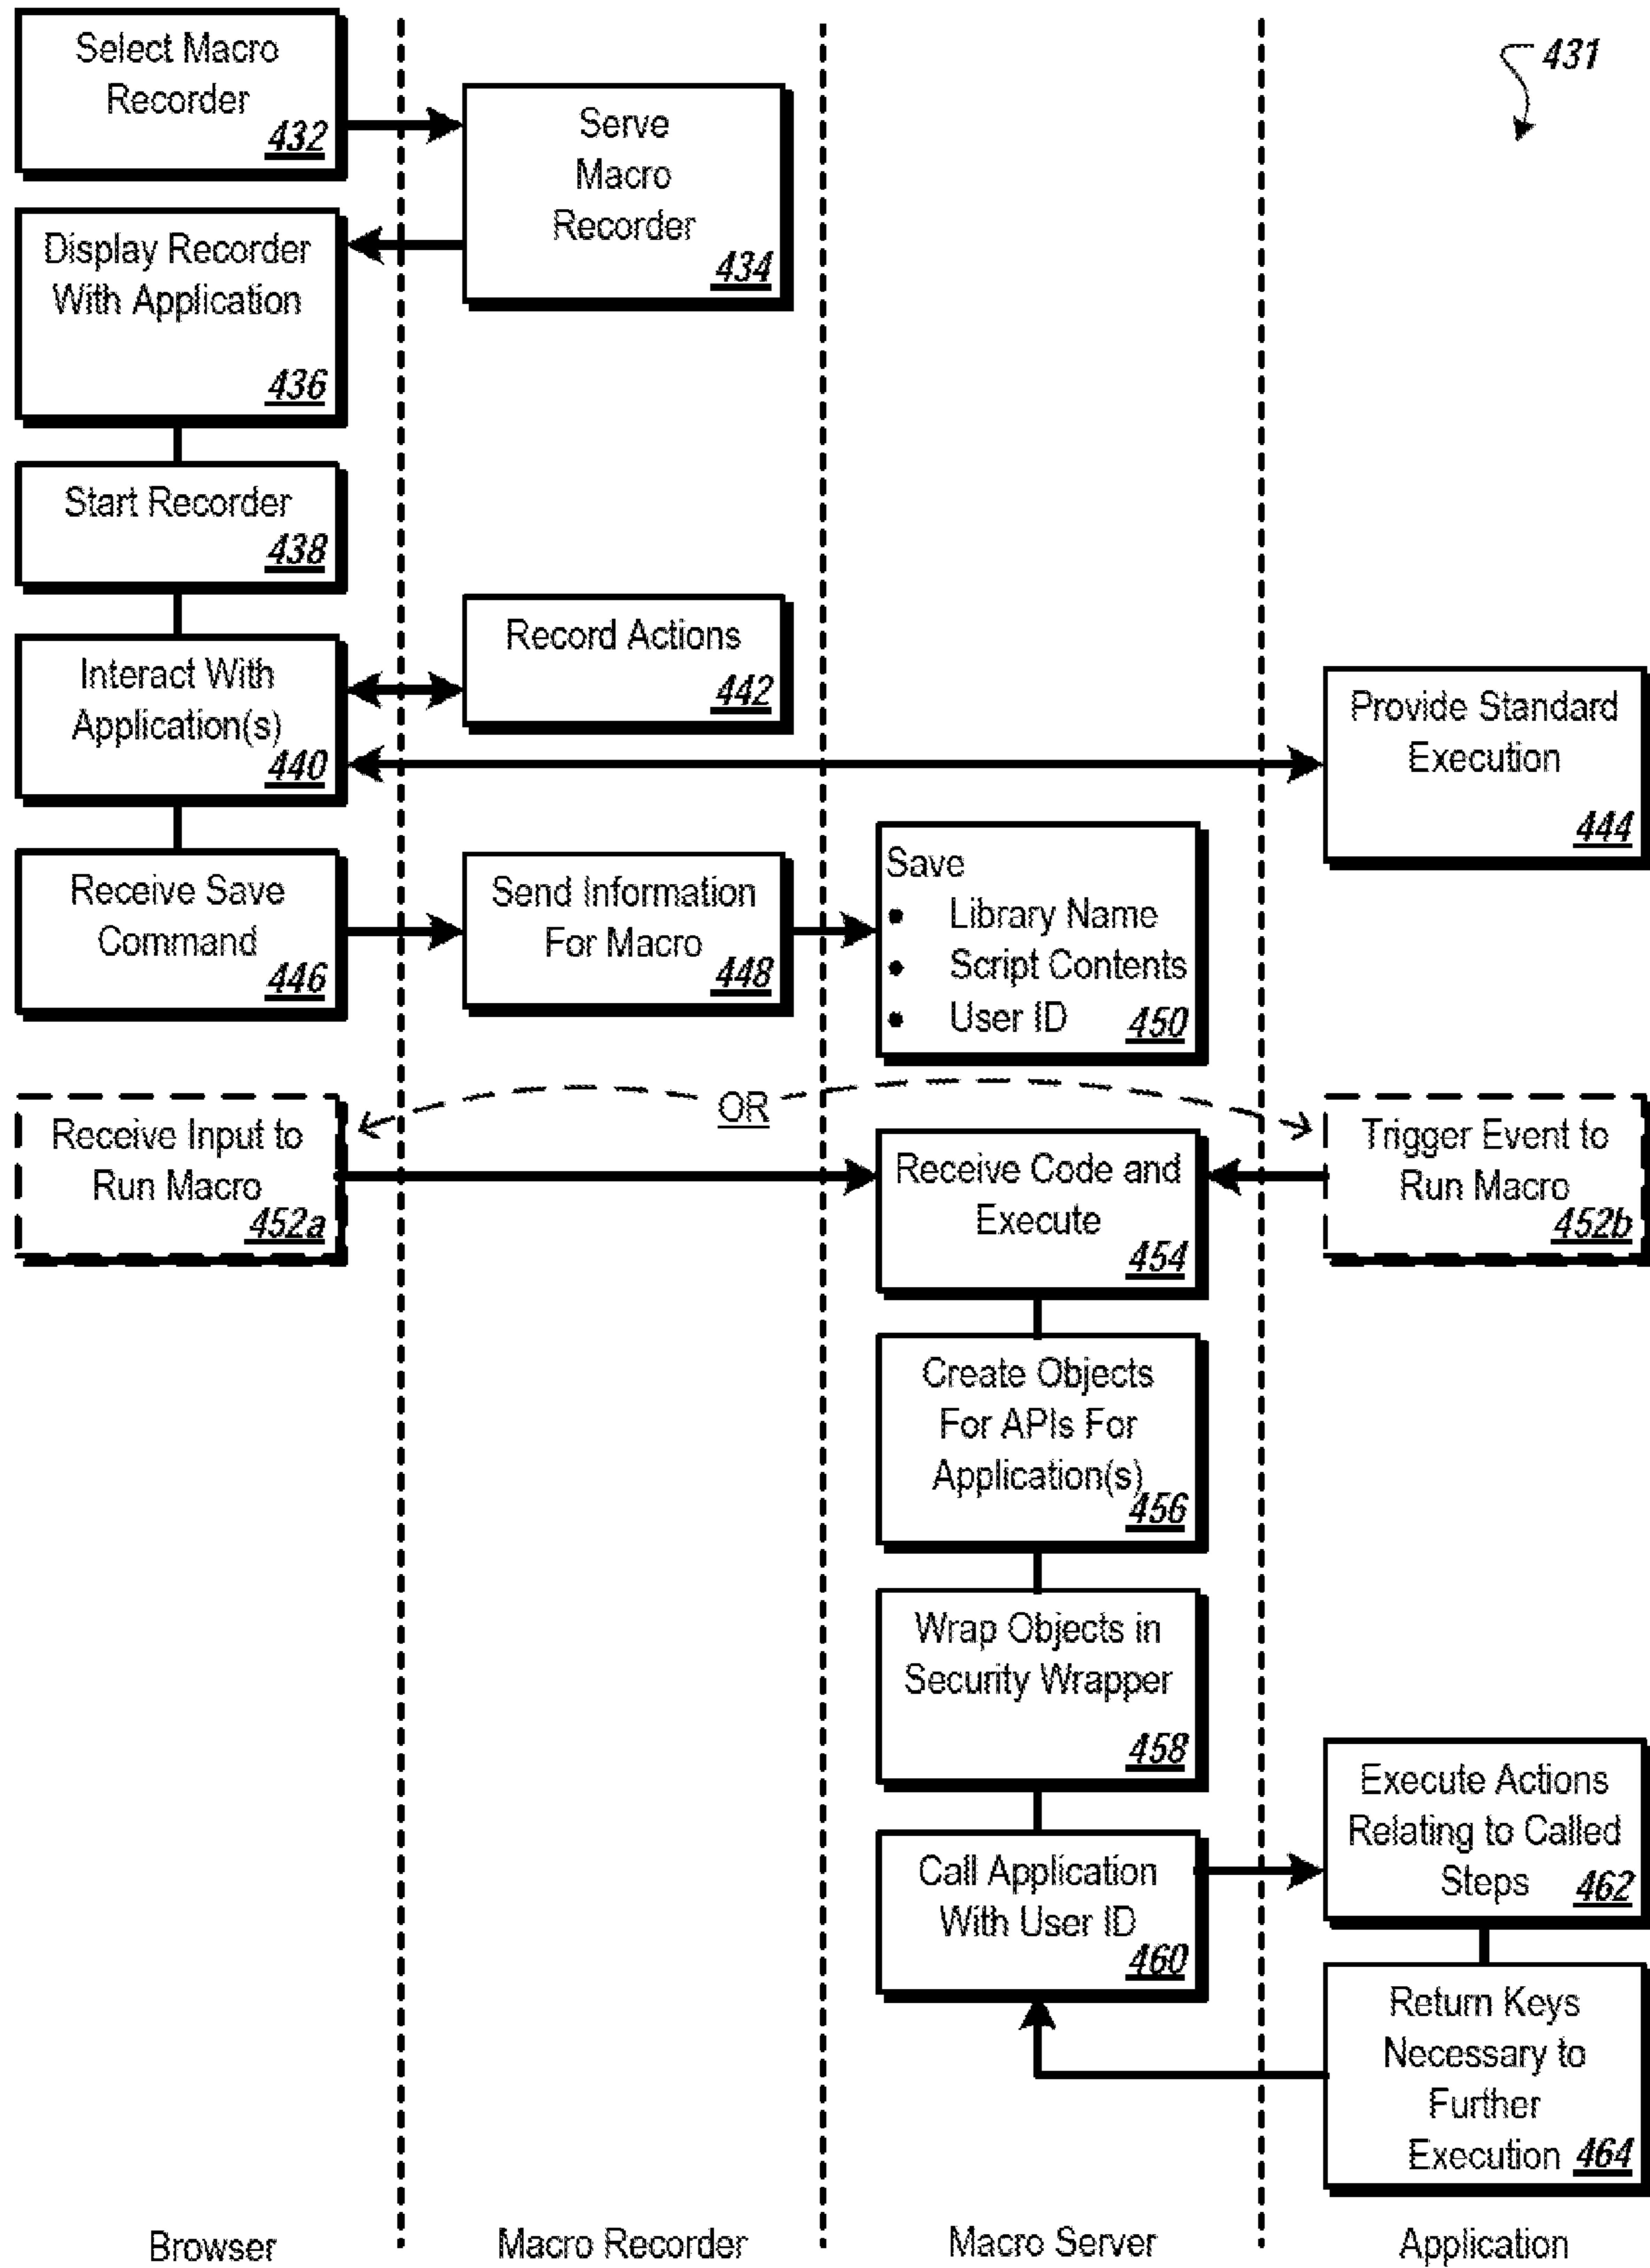 Select Macro
Recorder
432
431
Serve
Macro
Recorder
434
Display Recorder
With Application
436
Start Recorder
438
Record Actions
442
Interact With
Application(s)
440
Provide Standard
Execution
444
Receive Save
Command
446
Send Information
For Macro
448
Save
• Library Name
• Script Contents
• User ID
450
OR
Receive Input to
Run Macro
452a
Receive Code and
Execute
454
Trigger Event to
Run Macro
452b
Create Objects
For APIs For
Application(s)
456
Wrap Objects in
Security Wrapper
458
Call Application
With User ID
460
Execute Actions
Relating to Called
Steps 462
Return Keys
Necessary to
Further
Execution 464
Browser
Macro Recorder
Macro Server
Application